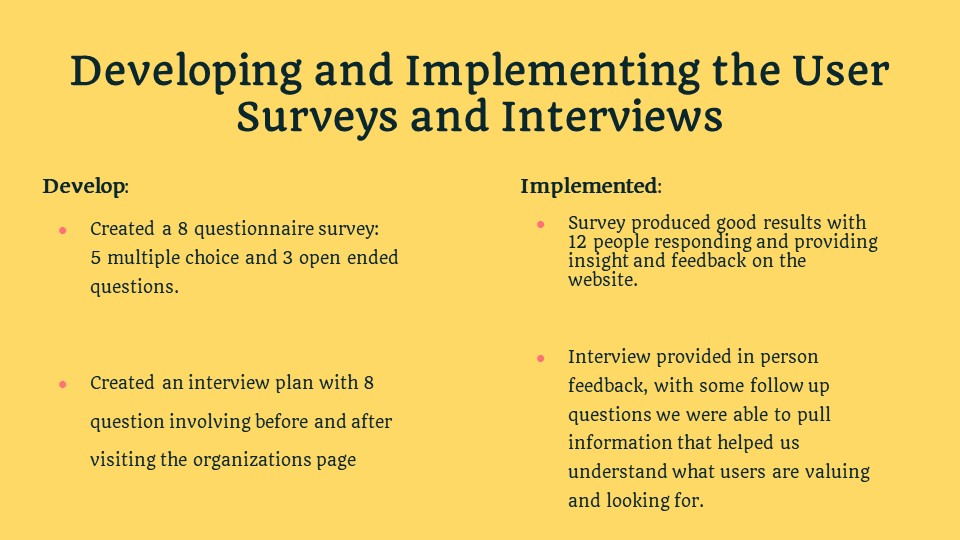 Developing and Implementing the User
Surveys and Interviews
Develop:
Created a 8 questionnaire survey:
5 multiple choice and 3 open ended
questions.
Created an interview plan with 8
question involving before and after
visiting the organizations page
Implemented:
Survey produced good results with
12 people responding and providing
insight and feedback on the
website.
Interview provided in person
feedback, with some follow up
questions we were able to pull
information that helped us
understand what users are valuing
and looking for.